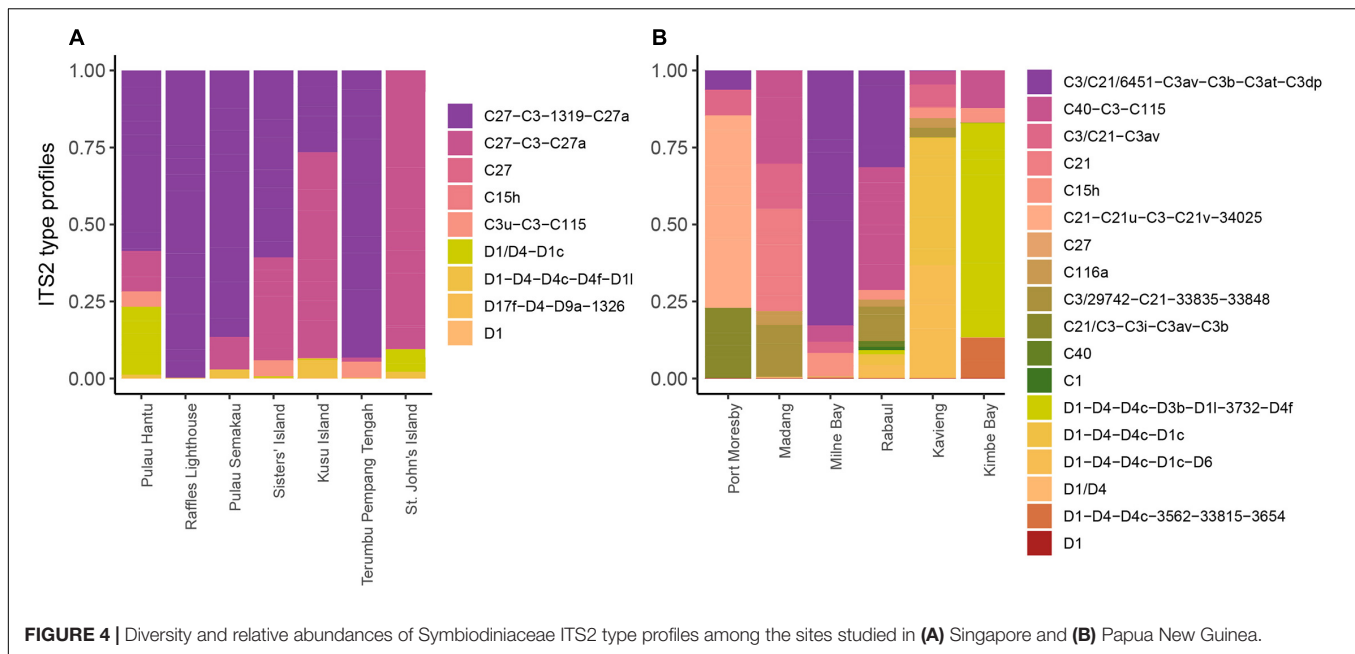 A
B
ITS2 type profiles
1.00
0.75
0.50
0.25
0.00
Pulau Hantu
Raffles Lighthouse
Pulau Semakau
Sisters' Island
Kusu Island
Terumbu Pempang Tengah
St. John's Island
C27−C3−1319−C27a
C27−C3−C27a
C27
C15h
C3u−C3−C115
D1/D4−D1c
D1−D4−D4c−D4f−D1l
D17f−D4−D9a−1326
D1
1.00
0.75
0.50
0.25
0.00
Port Moresby
Madang
Milne Bay
Rabaul
Kavieng
Kimbe Bay
C3/C21/6451−C3av−C3b−C3at−C3dp
C40−C3−C115
C3/C21−C3av
C21
C15h
C21−C21u−C3−C21v−34025
C27
C116a
C3/29742−C21−33835−33848
C21/C3−C3i−C3av−C3b
C40
C1
D1−D4−D4c−D3b−D1l−3732−D4f
D1−D4−D4c−D1c
D1−D4−D4c−D1c−D6
D1/D4
D1−D4−D4c−3562−33815−3654
D1
FIGURE 4 | Diversity and relative abundances of Symbiodiniaceae ITS2 type profiles among the sites studied in (A) Singapore and (B) Papua New Guinea.